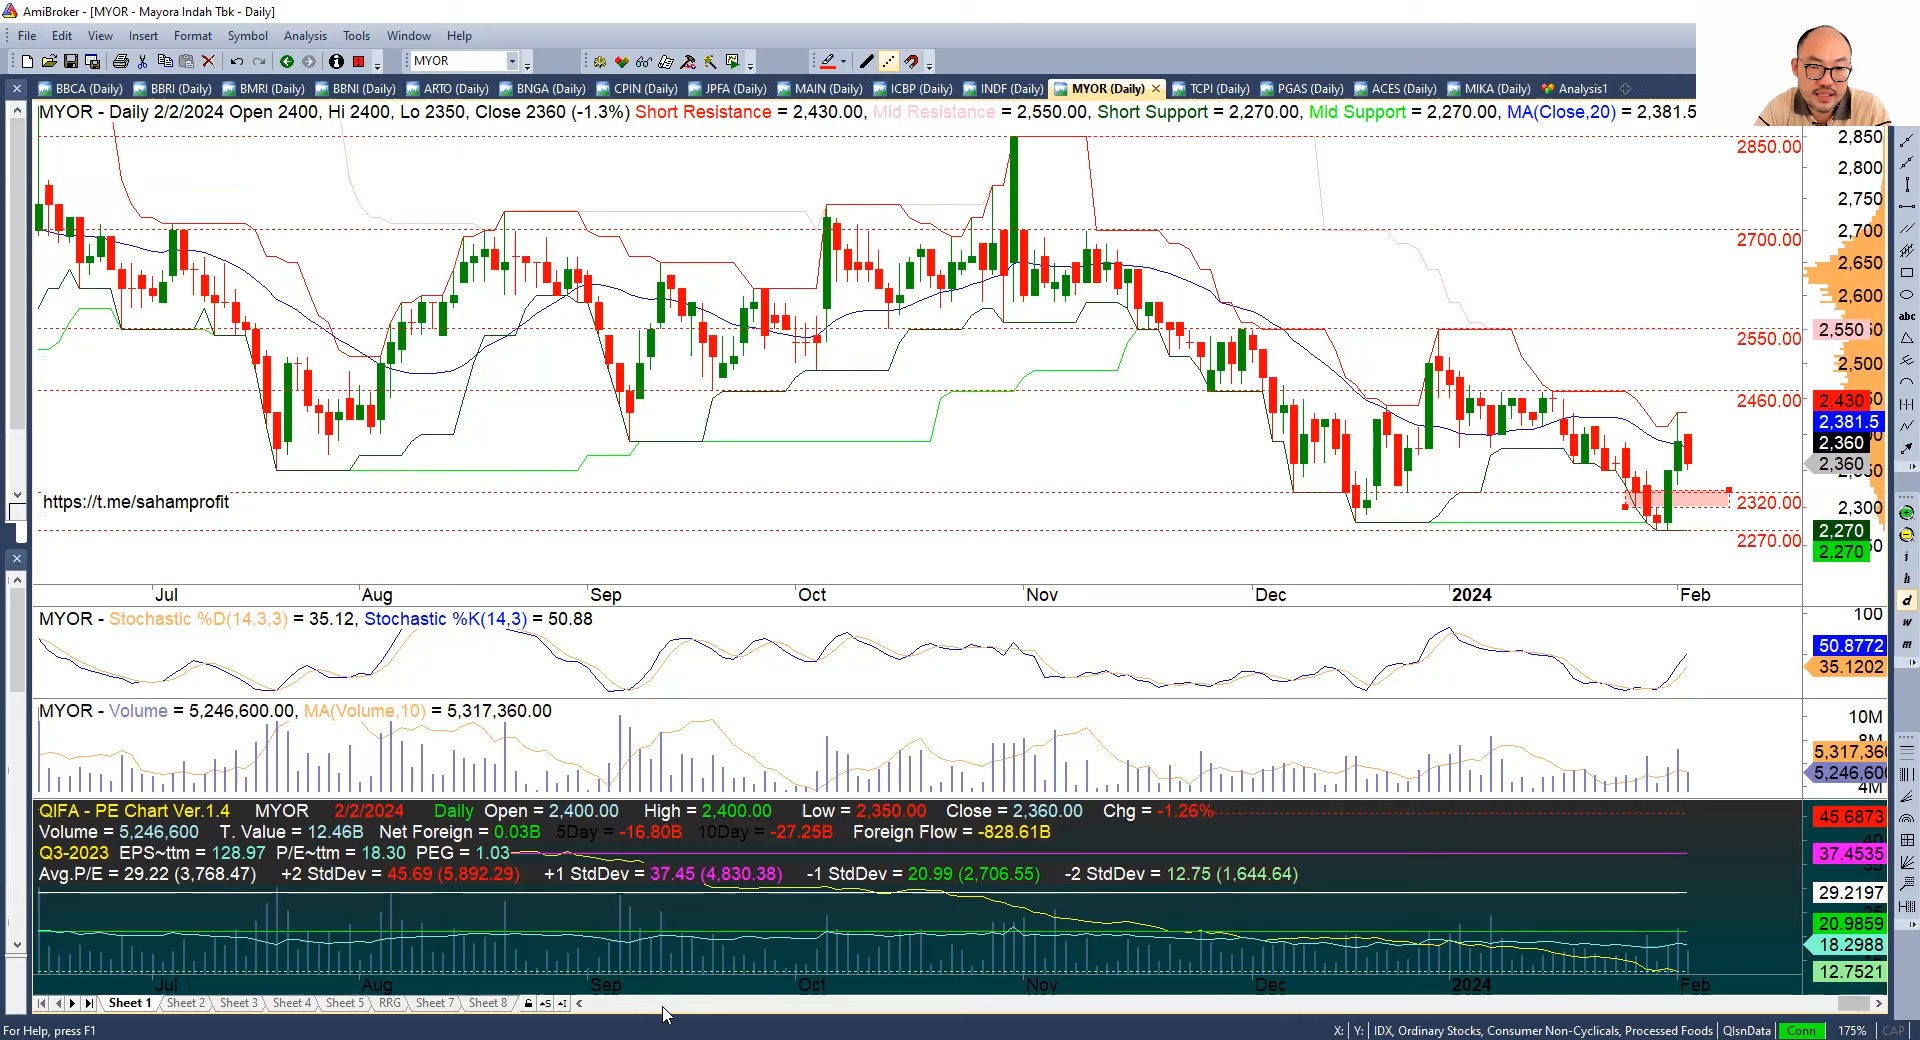 AmiBroker - [MYOR - Mayora Indah Tbk - Daily]
File Edit View Insert Format Symbol Analysis Tools Window Help
MYOR
BBCA (Daily) BBRI (Daily) BMRI (Daily) BBNI (Daily) ARTO (Daily) BNGA (Daily) CPIN (Daily) JPFA (Daily) MAIN (Daily) ICBP (Daily) INDF (Daily) MYOR (Daily) TCPI (Daily) PGAS (Daily) ACES (Daily) MIKA (Daily) Analysis1
MYOR - Daily 2/2/2024 Open 2400, Hi 2400, Lo 2350, Close 2360 (-1.3%) Short Resistance = 2,430.00, Mid Resistance = 2,550.00, Short Support = 2,270.00, Mid Support = 2,270.00, MA(Close,20) = 2,381.5
2,850
2850.00
2,800
2,750
2,700
2700.00
2,650
2,600
2,550
2550.00
2,500
2460.00
2,430
2,381.5
2,360
2,360
https://t.me/sahamprofit
2320.00
2,300
2,270
2270.00
2,270
Jul Aug Sep Oct Nov Dec 2024 Feb
MYOR - Stochastic %D(14,3,3) = 35.12, Stochastic %K(14,3) = 50.88
100
50.8772
35.1202
MYOR - Volume = 5,246,600.00, MA(Volume,10) = 5,317,360.00
10M
5,317,360
5,246,600
4M
QIFA - PE Chart Ver.1.4 MYOR 2/2/2024 Daily Open = 2,400.00 High = 2,400.00 Low = 2,350.00 Close = 2,360.00 Chg = -1.26%
45.6873
Volume = 5,246,600 T. Value = 12.46B Net Foreign = 0.03B 5Day = -16.80B 10Day = -27.25B Foreign Flow = -828.61B
Q3-2023 EPS~ttm = 128.97 P/E~ttm = 18.30 PEG = 1.03
37.4535
Avg.P/E = 29.22 (3,768.47) +2 StdDev = 45.69 (5,892.29) +1 StdDev = 37.45 (4,830.38) -1 StdDev = 20.99 (2,706.55) -2 StdDev = 12.75 (1,644.64)
29.2197
20.9859
18.2988
12.7521
Jul Aug Sep Oct Nov Dec 2024 Feb
Sheet 1 Sheet 2 Sheet 3 Sheet 4 Sheet 5 RRG Sheet 7 Sheet 8
For Help, press F1
X: Y: IDX, Ordinary Stocks, Consumer Non-Cyclicals, Processed Foods QlsnData Conn 175% CAP
abc
i
h
d
w
m